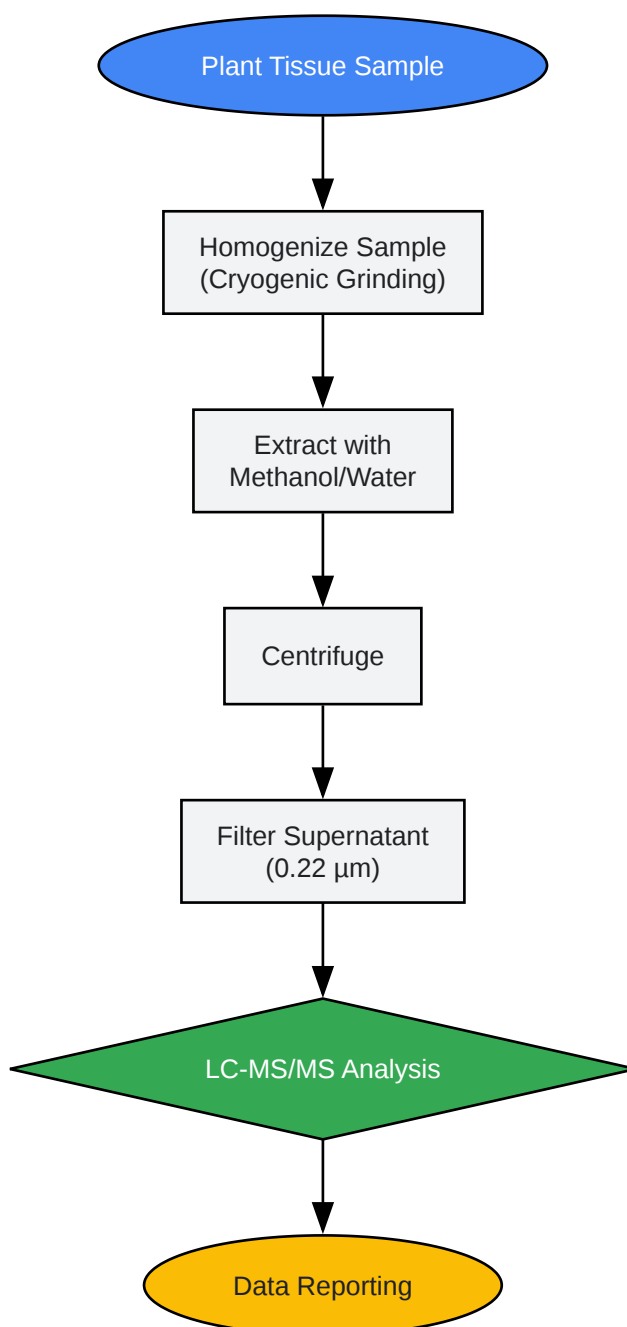 Plant Tissue Sample
Homogenize Sample
(Cryogenic Grinding)
Extract with
Methanol/Water
Centrifuge
Filter Supernatant
(0.22 µm)
LC-MS/MS Analysis
Data Reporting